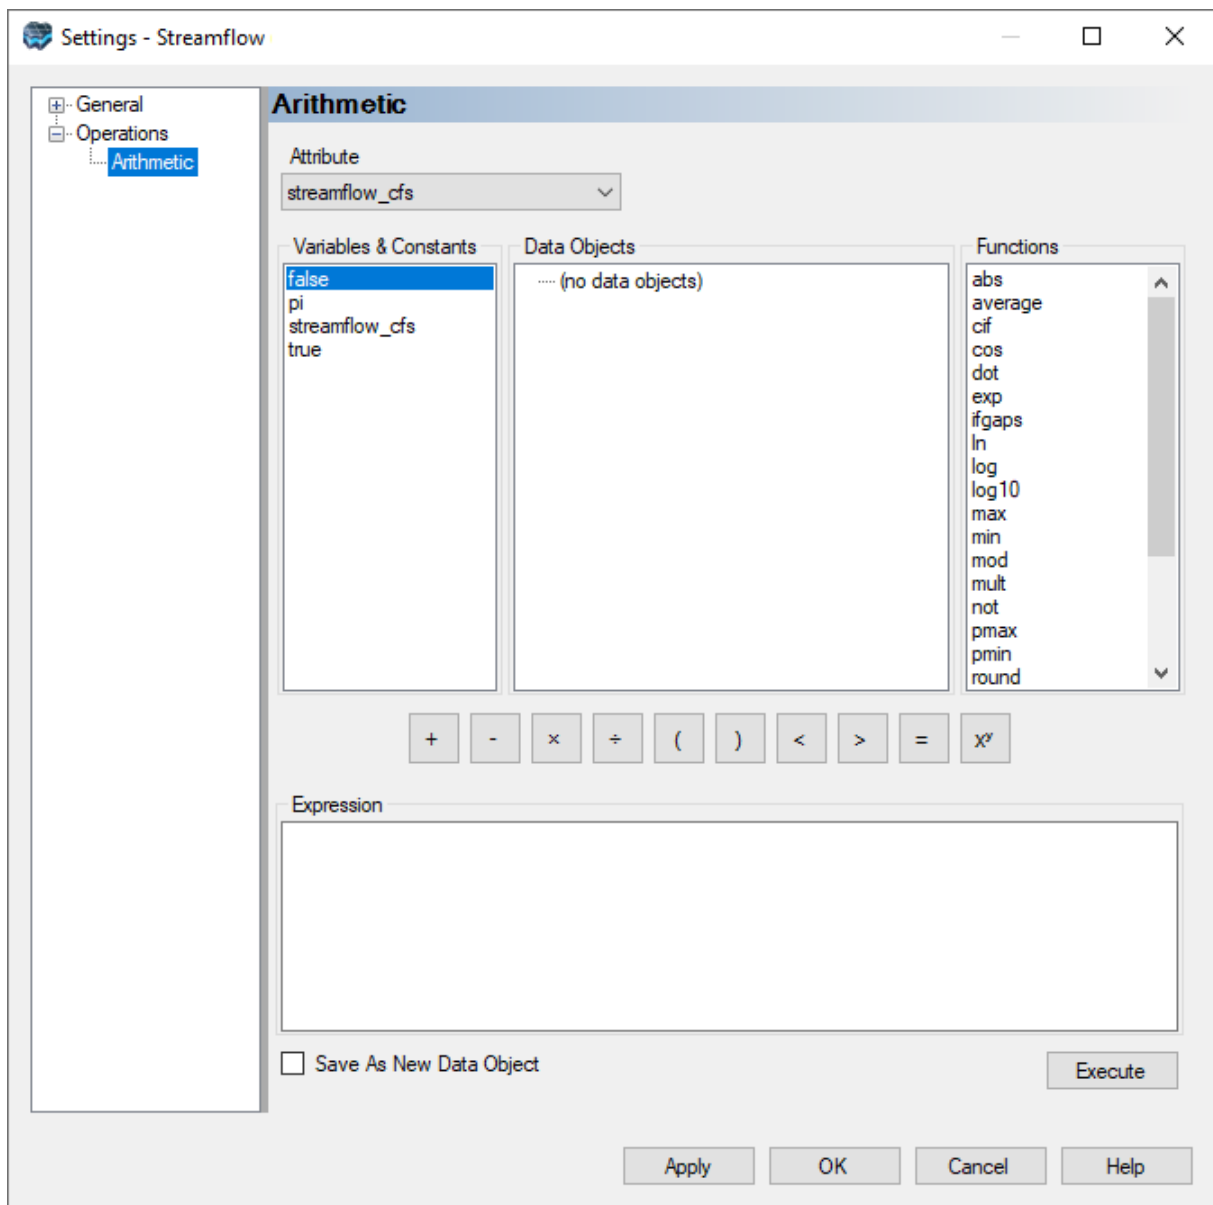 Settings - Streamflow
General
Operations
Arithmetic
Arithmetic
Attribute
streamflow_cfs
Variables & Constants
false
pi
streamflow_cfs
true
Data Objects
(no data objects)
Functions
abs
average
cif
cos
dot
exp
ifgaps
ln
log
log10
max
min
mod
mult
not
pmax
pmin
round
+ - × ÷ ( ) < > = xʸ
Expression
Save As New Data Object
Execute
Apply OK Cancel Help